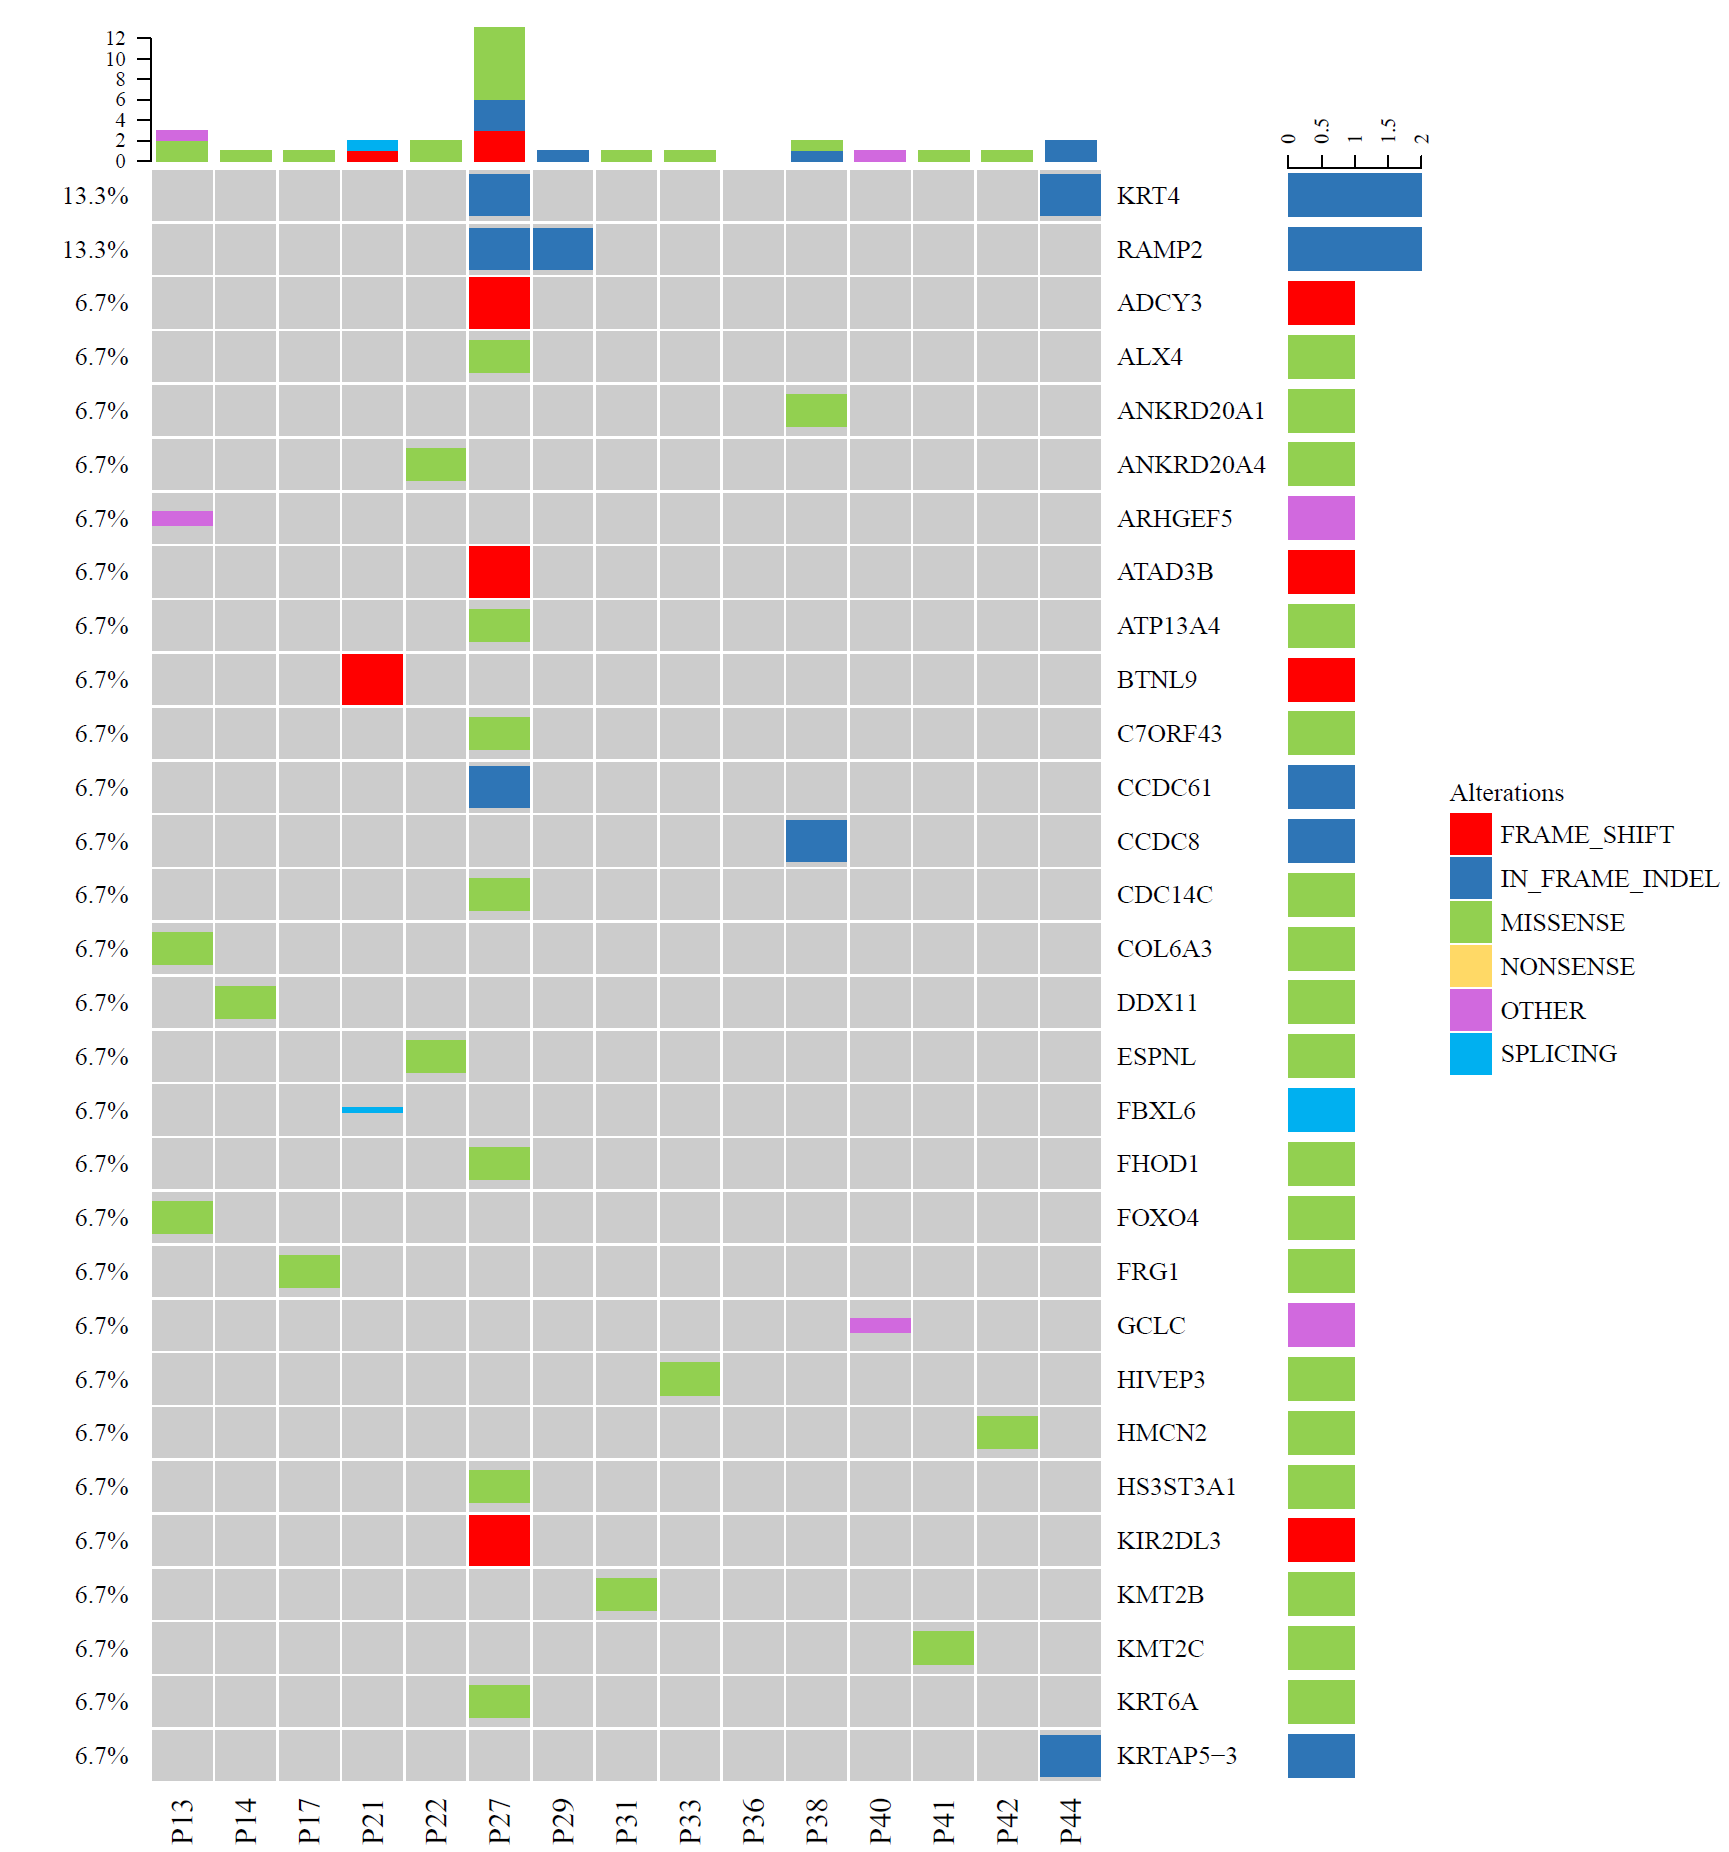 12
10
8
6
4
2
0
0
0.5
1
1.5
2
13.3% KRT4
13.3% RAMP2
6.7% ADCY3
6.7% ALX4
6.7% ANKRD20A1
6.7% ANKRD20A4
6.7% ARHGEF5
6.7% ATAD3B
6.7% ATP13A4
6.7% BTNL9
6.7% C7ORF43
6.7% CCDC61
6.7% CCDC8
6.7% CDC14C
6.7% COL6A3
6.7% DDX11
6.7% ESPNL
6.7% FBXL6
6.7% FHOD1
6.7% FOXO4
6.7% FRG1
6.7% GCLC
6.7% HIVEP3
6.7% HMCN2
6.7% HS3ST3A1
6.7% KIR2DL3
6.7% KMT2B
6.7% KMT2C
6.7% KRT6A
6.7% KRTAP5−3
P13
P14
P17
P21
P22
P27
P29
P31
P33
P36
P38
P40
P41
P42
P44
Alterations
FRAME_SHIFT
IN_FRAME_INDEL
MISSENSE
NONSENSE
OTHER
SPLICING